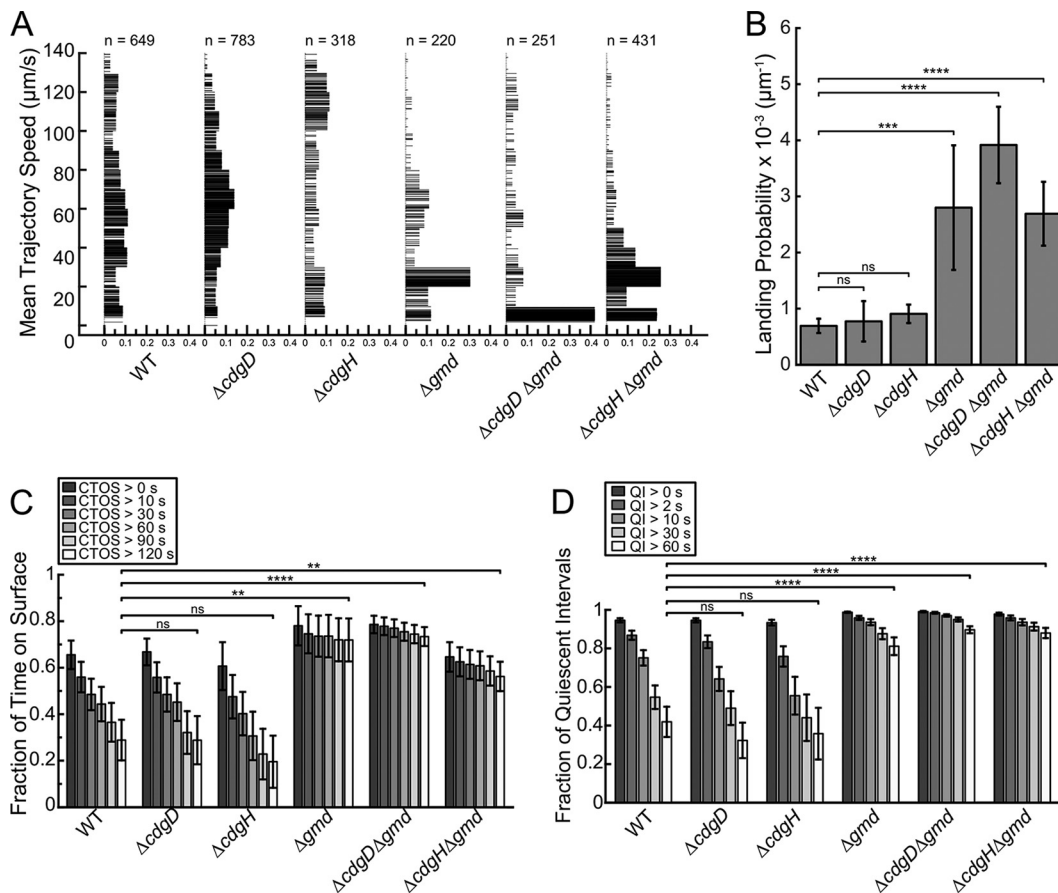 A
n = 649 n = 783 n = 318 n = 220 n = 251 n = 431
Mean Trajectory Speed (µm/s)
140
120
100
80
60
40
20
0
0 0.1 0.2 0.3 0.4 0 0.1 0.2 0.3 0.4 0 0.1 0.2 0.3 0.4 0 0.1 0.2 0.3 0.4 0 0.1 0.2 0.3 0.4 0 0.1 0.2 0.3 0.4
WT ΔcdgD ΔcdgH Δgmd ΔcdgD Δgmd ΔcdgH Δgmd
B
Landing Probability x 10⁻³ (µm⁻¹)
6
5
4
3
2
1
0
****
****
***
ns
ns
WT ΔcdgD ΔcdgH Δgmd ΔcdgD Δgmd ΔcdgH Δgmd
C
CTOS > 0 s
CTOS > 10 s
CTOS > 30 s
CTOS > 60 s
CTOS > 90 s
CTOS > 120 s
Fraction of Time on Surface
1
0.8
0.6
0.4
0.2
0
**
****
**
ns
ns
WT ΔcdgD ΔcdgH Δgmd ΔcdgDΔgmd ΔcdgHΔgmd
D
QI > 0 s
QI > 2 s
QI > 10 s
QI > 30 s
QI > 60 s
Fraction of Quiescent Intervals
1
0.8
0.6
0.4
0.2
0
****
****
****
ns
ns
WT ΔcdgD ΔcdgH Δgmd ΔcdgDΔgmd ΔcdgHΔgmd